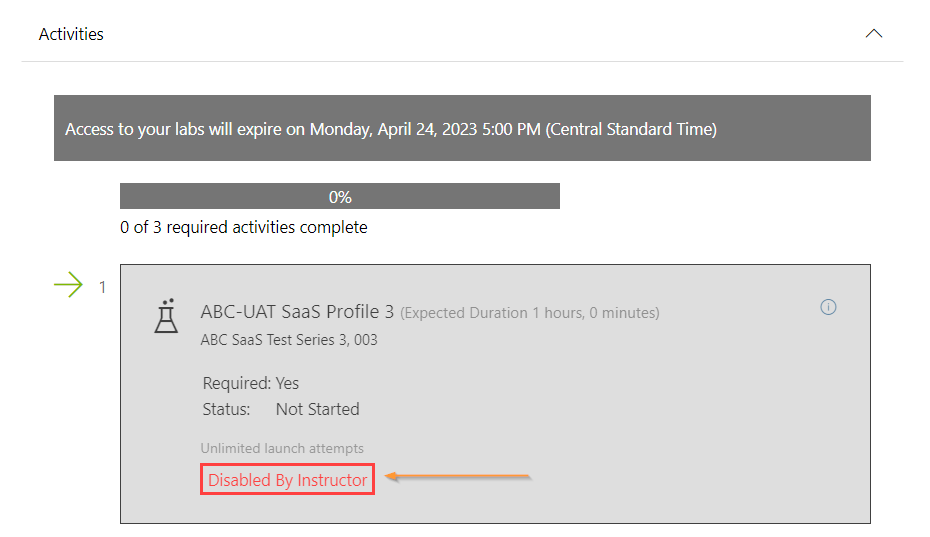 Activities
Access to your labs will expire on Monday, April 24, 2023 5:00 PM (Central Standard Time)
0%
0 of 3 required activities complete
1
ABC-UAT SaaS Profile 3 (Expected Duration 1 hours, 0 minutes)
ABC SaaS Test Series 3, 003
Required: Yes
Status: Not Started
Unlimited launch attempts
Disabled By Instructor